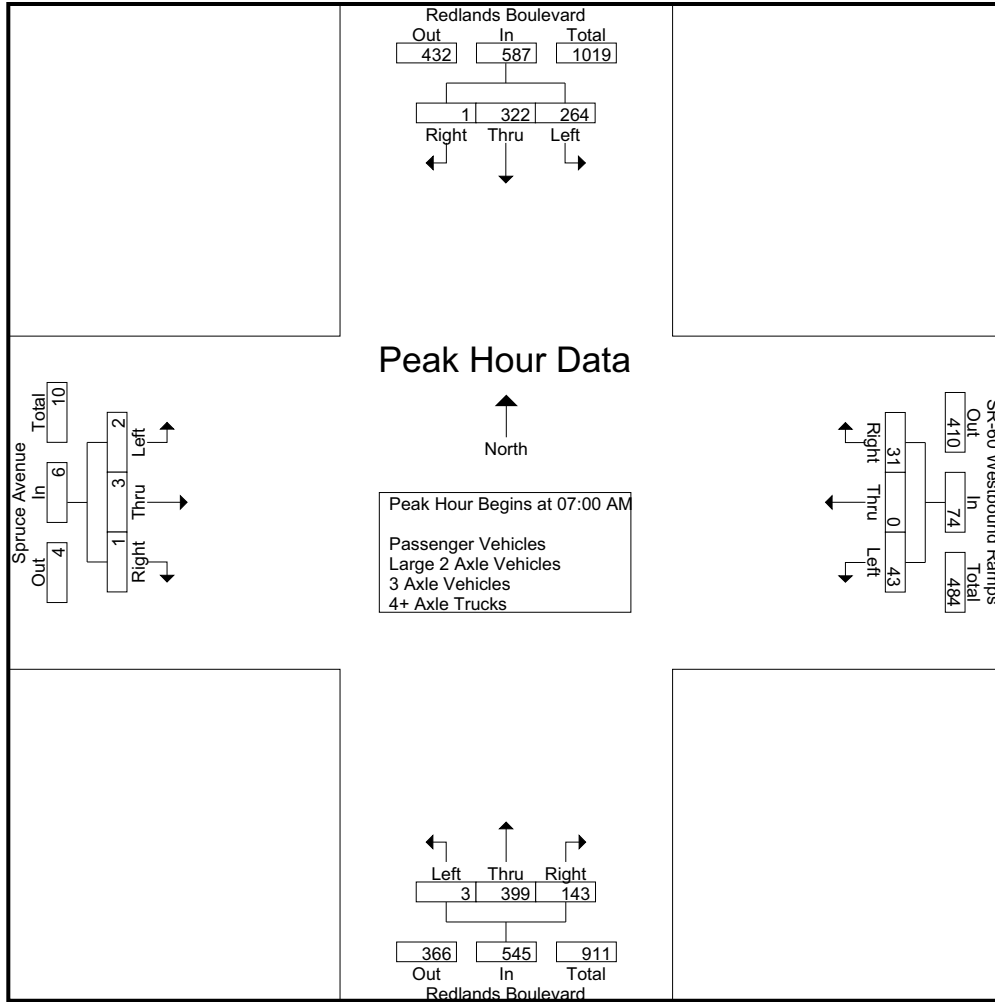 Redlands Boulevard
Out In Total
432 587 1019
1 322 264
Right Thru Left
Peak Hour Data
North
Peak Hour Begins at 07:00 AM
Passenger Vehicles
Large 2 Axle Vehicles
3 Axle Vehicles
4+ Axle Trucks
Spruce Avenue
Out In Total
4 6 10
Left Thru Right
2 3 1
SR-60 Westbound Ramps
Out In Total
410 74 484
31 0 43
Right Thru Left
Left Thru Right
3 399 143
366 545 911
Out In Total
Redlands Boulevard